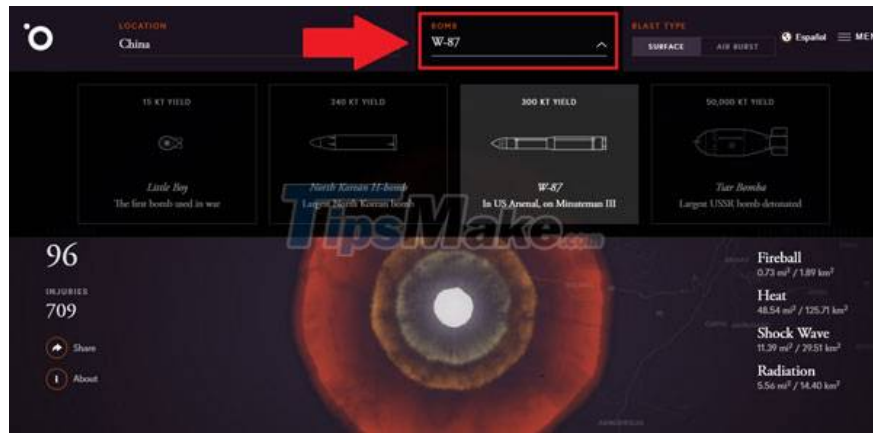 LOCATION
China
BOMB
W-87
BLAST TYPE
SURFACE AIR BURST
Español
MEN
15 KT YIELD
Little Boy
The first bomb used in war
240 KT YIELD
North Korean H-bomb
Largest North Korean bomb
300 KT YIELD
W-87
In US Arsenal, on Minuteman III
50,000 KT YIELD
Tsar Bomba
Largest USSR bomb detonated
TipsMake.com
96
INJURIES
709
Share
About
Fireball
0.73 mi² / 1.89 km²
Heat
48.54 mi² / 125.71 km²
Shock Wave
11.39 mi² / 29.51 km²
Radiation
5.56 mi² / 14.40 km²